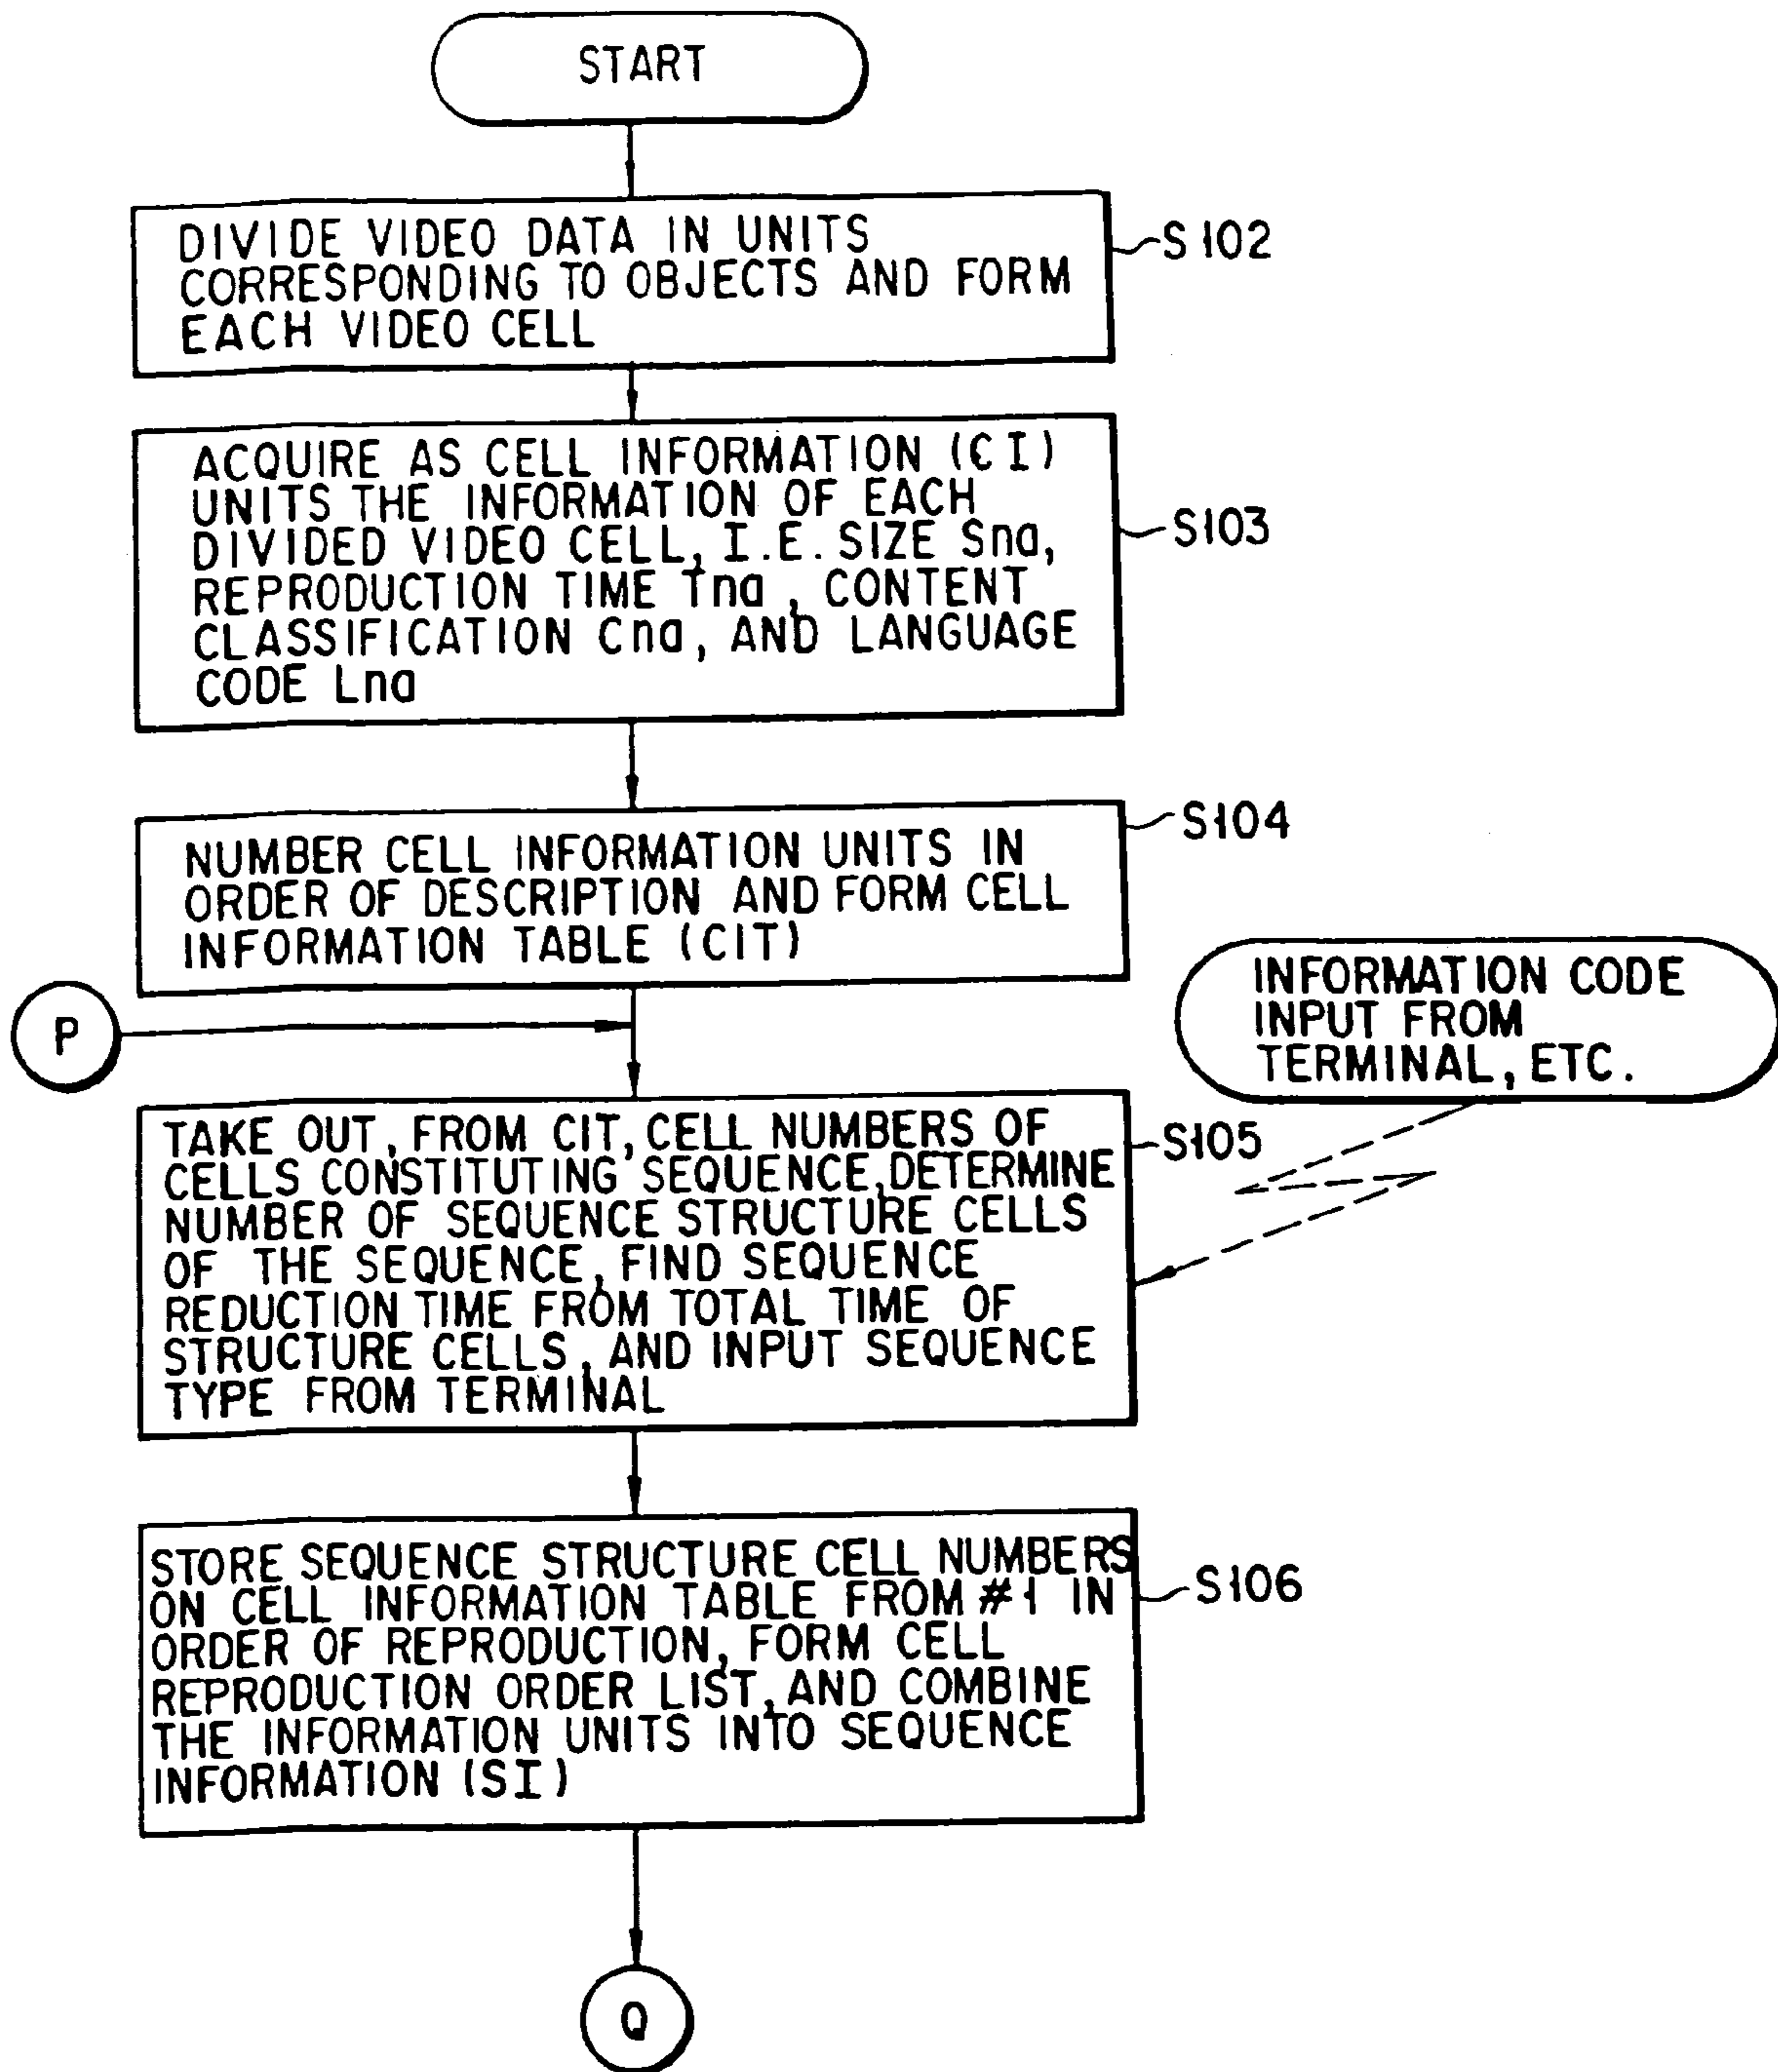 START
DIVIDE VIDEO DATA IN UNITS
CORRESPONDING TO OBJECTS AND FORM
EACH VIDEO CELL
S102
ACQUIRE AS CELL INFORMATION (CI)
UNITS THE INFORMATION OF EACH
DIVIDED VIDEO CELL, I.E. SIZE Sna,
REPRODUCTION TIME Tna, CONTENT
CLASSIFICATION Cna, AND LANGUAGE
CODE Lna
S103
NUMBER CELL INFORMATION UNITS IN
ORDER OF DESCRIPTION AND FORM CELL
INFORMATION TABLE (CIT)
S104
P
INFORMATION CODE
INPUT FROM
TERMINAL, ETC.
TAKE OUT, FROM CIT, CELL NUMBERS OF
CELLS CONSTITUTING SEQUENCE, DETERMINE
NUMBER OF SEQUENCE STRUCTURE CELLS
OF THE SEQUENCE, FIND SEQUENCE
REDUCTION TIME FROM TOTAL TIME OF
STRUCTURE CELLS, AND INPUT SEQUENCE
TYPE FROM TERMINAL
S105
STORE SEQUENCE STRUCTURE CELL NUMBERS
ON CELL INFORMATION TABLE FROM #1 IN
ORDER OF REPRODUCTION, FORM CELL
REPRODUCTION ORDER LIST, AND COMBINE
THE INFORMATION UNITS INTO SEQUENCE
INFORMATION (SI)
S106
Q